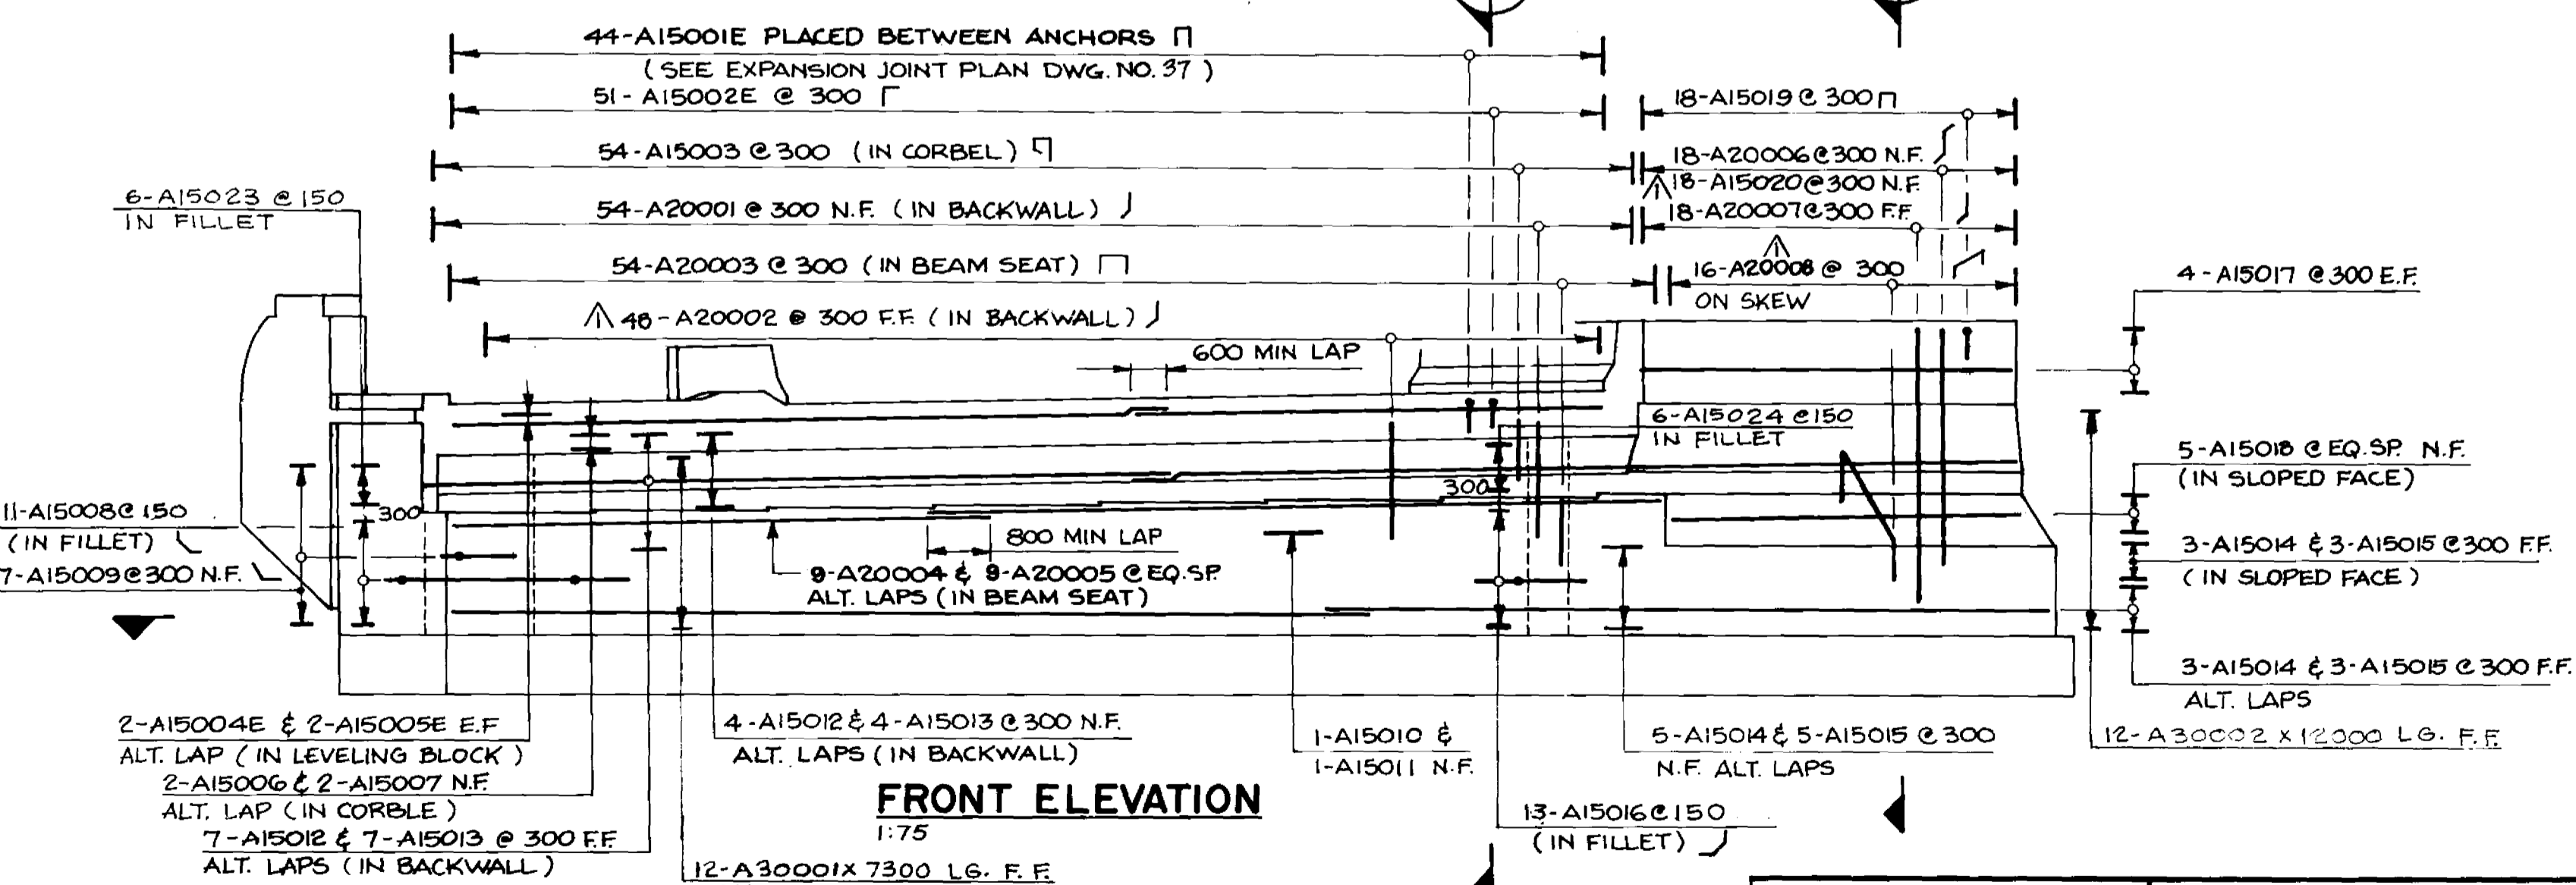 44-A15001E PLACED BETWEEN ANCHORS
(SEE EXPANSION JOINT PLAN DWG. NO. 37)
51-A15002E @ 300
18-A15019 @ 300
54-A15003 @ 300 (IN CORBEL)
18-A20006 @ 300 N.F.
1
18-A15020 @ 300 N.F.
6-A15023 @ 150
IN FILLET
54-A20001 @ 300 N.F. (IN BACKWALL)
18-A20007 @ 300 F.F.
1
54-A20003 @ 300 (IN BEAM SEAT)
16-A20008 @ 300
ON SKEW
4-A15017 @ 300 E.F.
1
48-A20002 @ 300 F.F. (IN BACKWALL)
600 MIN LAP
6-A15024 @ 150
IN FILLET
5-A15018 @ EQ. SP. N.F.
(IN SLOPED FACE)
300
300
11-A15008 @ 150
(IN FILLET)
800 MIN LAP
3-A15014 & 3-A15015 @ 300 F.F.
(IN SLOPED FACE)
7-A15009 @ 300 N.F.
9-A20004 & 9-A20005 @ EQ. SP.
ALT. LAPS (IN BEAM SEAT)
3-A15014 & 3-A15015 @ 300 F.F.
ALT. LAPS
2-A15004E & 2-A15005E E.F
ALT. LAP (IN LEVELING BLOCK)
4-A15012 & 4-A15013 @ 300 N.F.
ALT. LAPS (IN BACKWALL)
1-A15010 &
1-A15011 N.F.
5-A15014 & 5-A15015 @ 300
N.F. ALT. LAPS
12-A30002 X 12000 LG. F.F.
2-A15006 & 2-A15007 N.F.
ALT. LAP (IN CORBLE)
FRONT ELEVATION
1:75
13-A15016 @ 150
(IN FILLET)
7-A15012 & 7-A15013 @ 300 F.F.
ALT. LAPS (IN BACKWALL)
12-A30001 X 7300 LG. F.F.